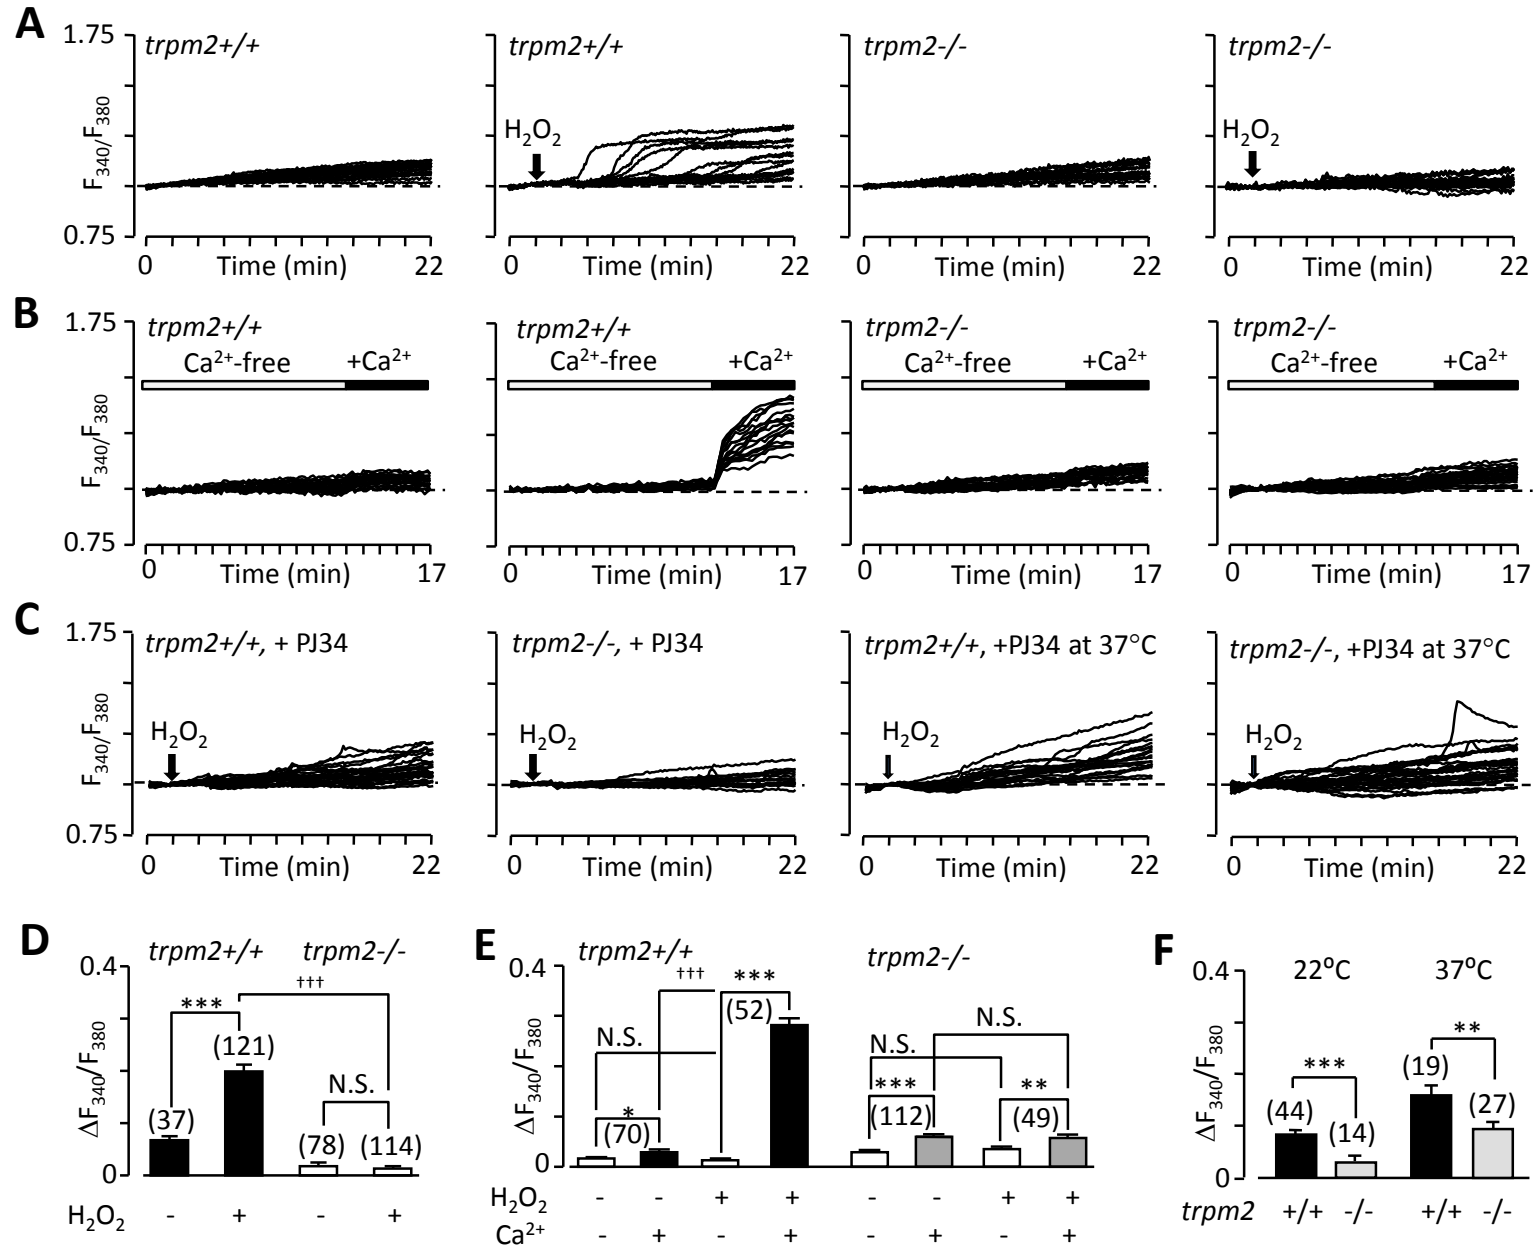 A
1.75 trpm2+/+ trpm2+/+ trpm2-/- trpm2-/-
F340/F380
H2O2 H2O2
0.75
0 Time (min) 22 0 Time (min) 22 0 Time (min) 22 0 Time (min) 22
B
1.75 trpm2+/+ trpm2+/+ trpm2-/- trpm2-/-
Ca2+-free +Ca2+ Ca2+-free +Ca2+ Ca2+-free +Ca2+ Ca2+-free +Ca2+
F340/F380
0.75
0 Time (min) 17 0 Time (min) 17 0 Time (min) 17 0 Time (min) 17
C
1.75 trpm2+/+, + PJ34 trpm2-/-, + PJ34 trpm2+/+, +PJ34 at 37°C trpm2-/-, +PJ34 at 37°C
F340/F380
H2O2 H2O2 H2O2 H2O2
0.75
0 Time (min) 22 0 Time (min) 22 0 Time (min) 22 0 Time (min) 22
D
trpm2+/+ trpm2-/-
0.4
ΔF340/F380
*** †††
(121)
N.S.
(37) (78) (114)
0
H2O2 - + - +
E
trpm2+/+ trpm2-/-
0.4
ΔF340/F380
††† ***
(52)
N.S. N.S. N.S.
* *** **
(70) (112) (49)
0
H2O2 - - + + - - + +
Ca2+ - + - + - + - +
F
0.4 22°C 37°C
ΔF340/F380
*** **
(44) (14) (19) (27)
0
trpm2 +/+ -/- +/+ -/-